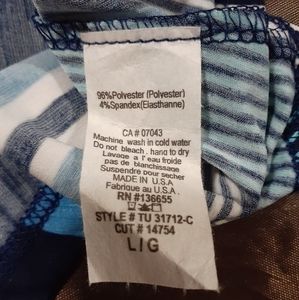 96% Polyester (Polyester)
4% Spandex(Elasthanne)
CA # 07043
Machine wash in cold water
Do not bleach . hang to dry
Lavage a l' eau froide
pas de blanchissage
Suspendre pour secher
MADE IN U.S.A
Fabrique au U.S.A.
RN #136655
STYLE # TU 31712-C
CUT # 14754
L/G